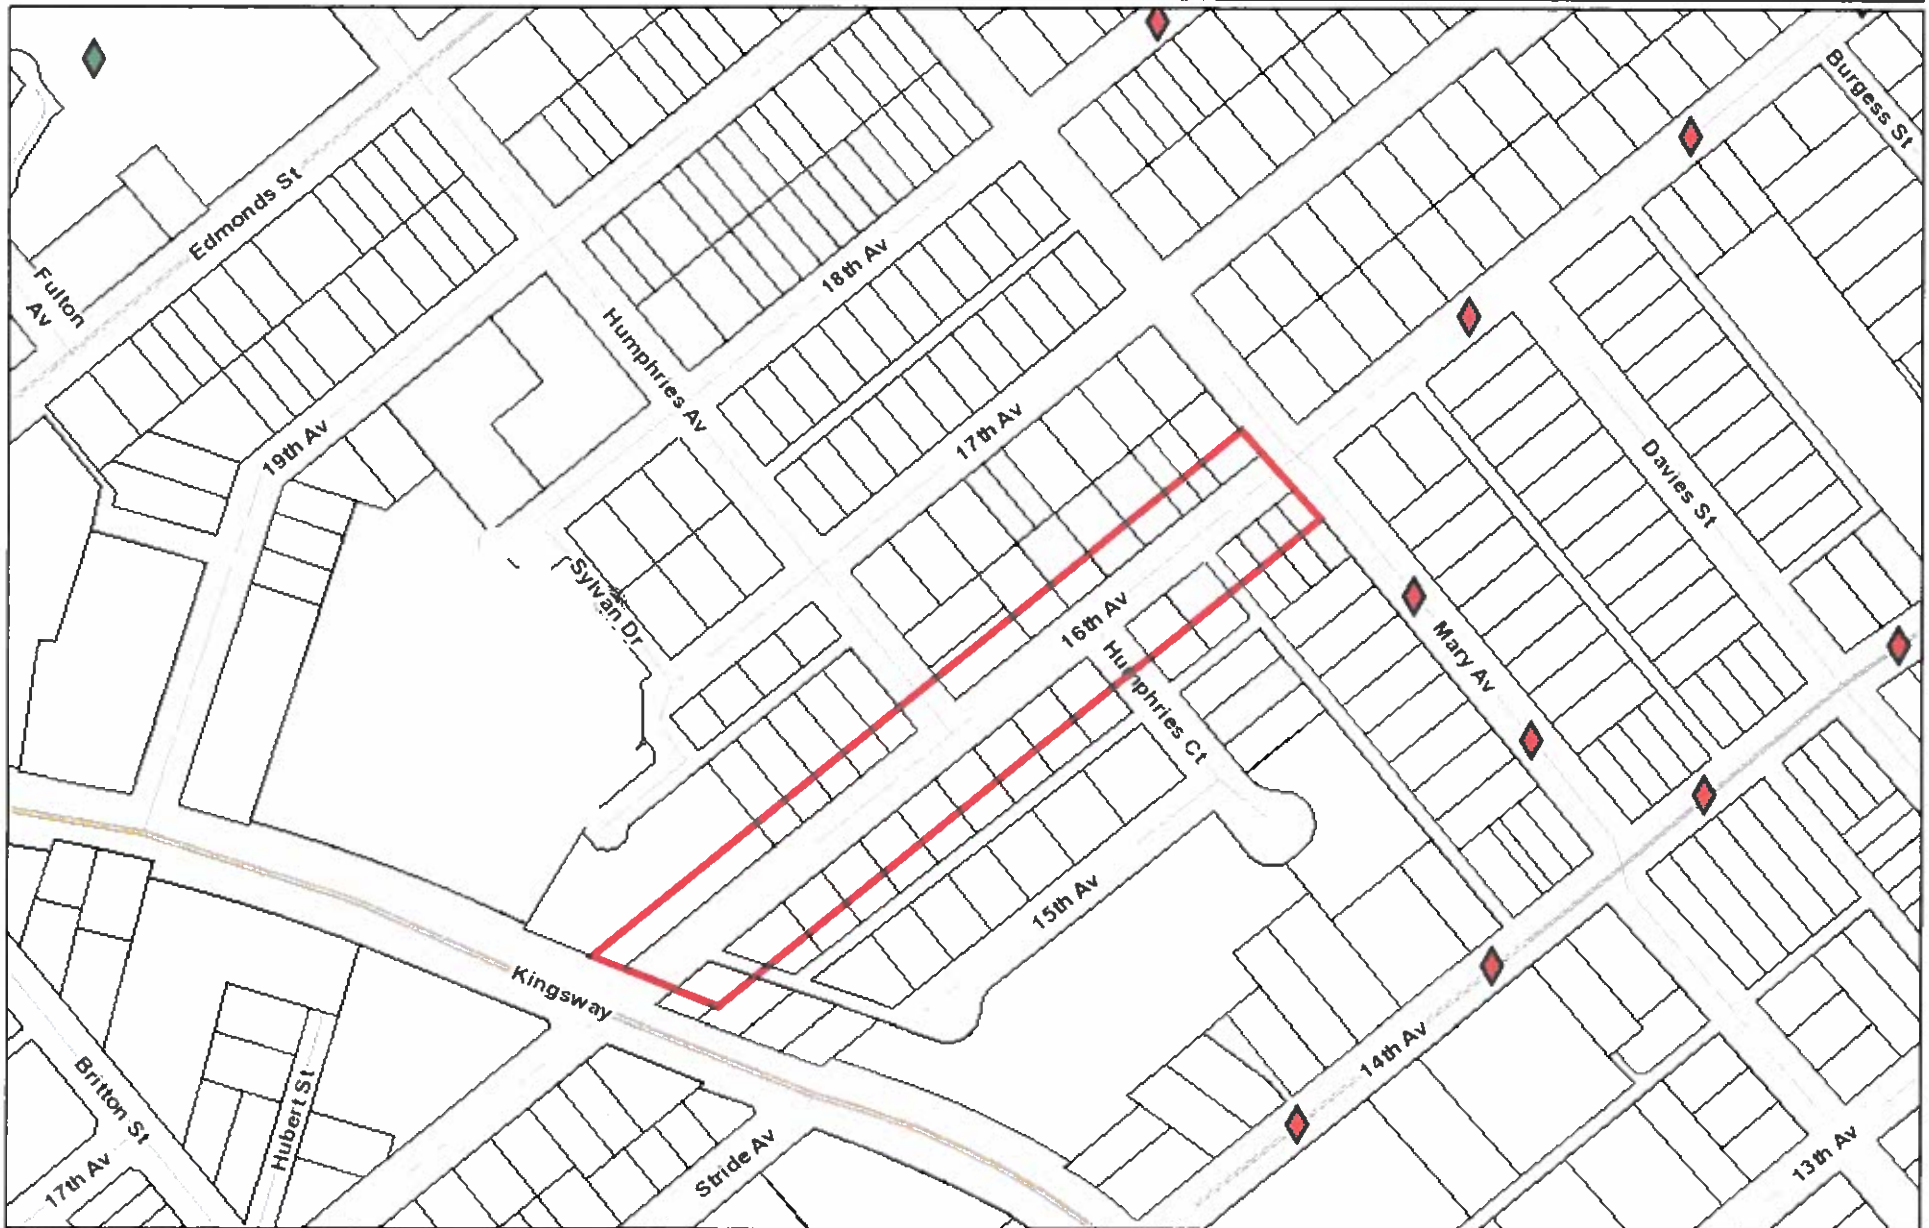 Burgess St
Edmonds St
Fulton
Av
18th Av
Humphries Av
17th Av
19th Av
Davies St
Sylvan Dr
16th Av
Mary Av
Humphries Ct
15th Av
Kingsway
14th Av
Britton St
Hubert St
Stride Av
17th Av
13th Av